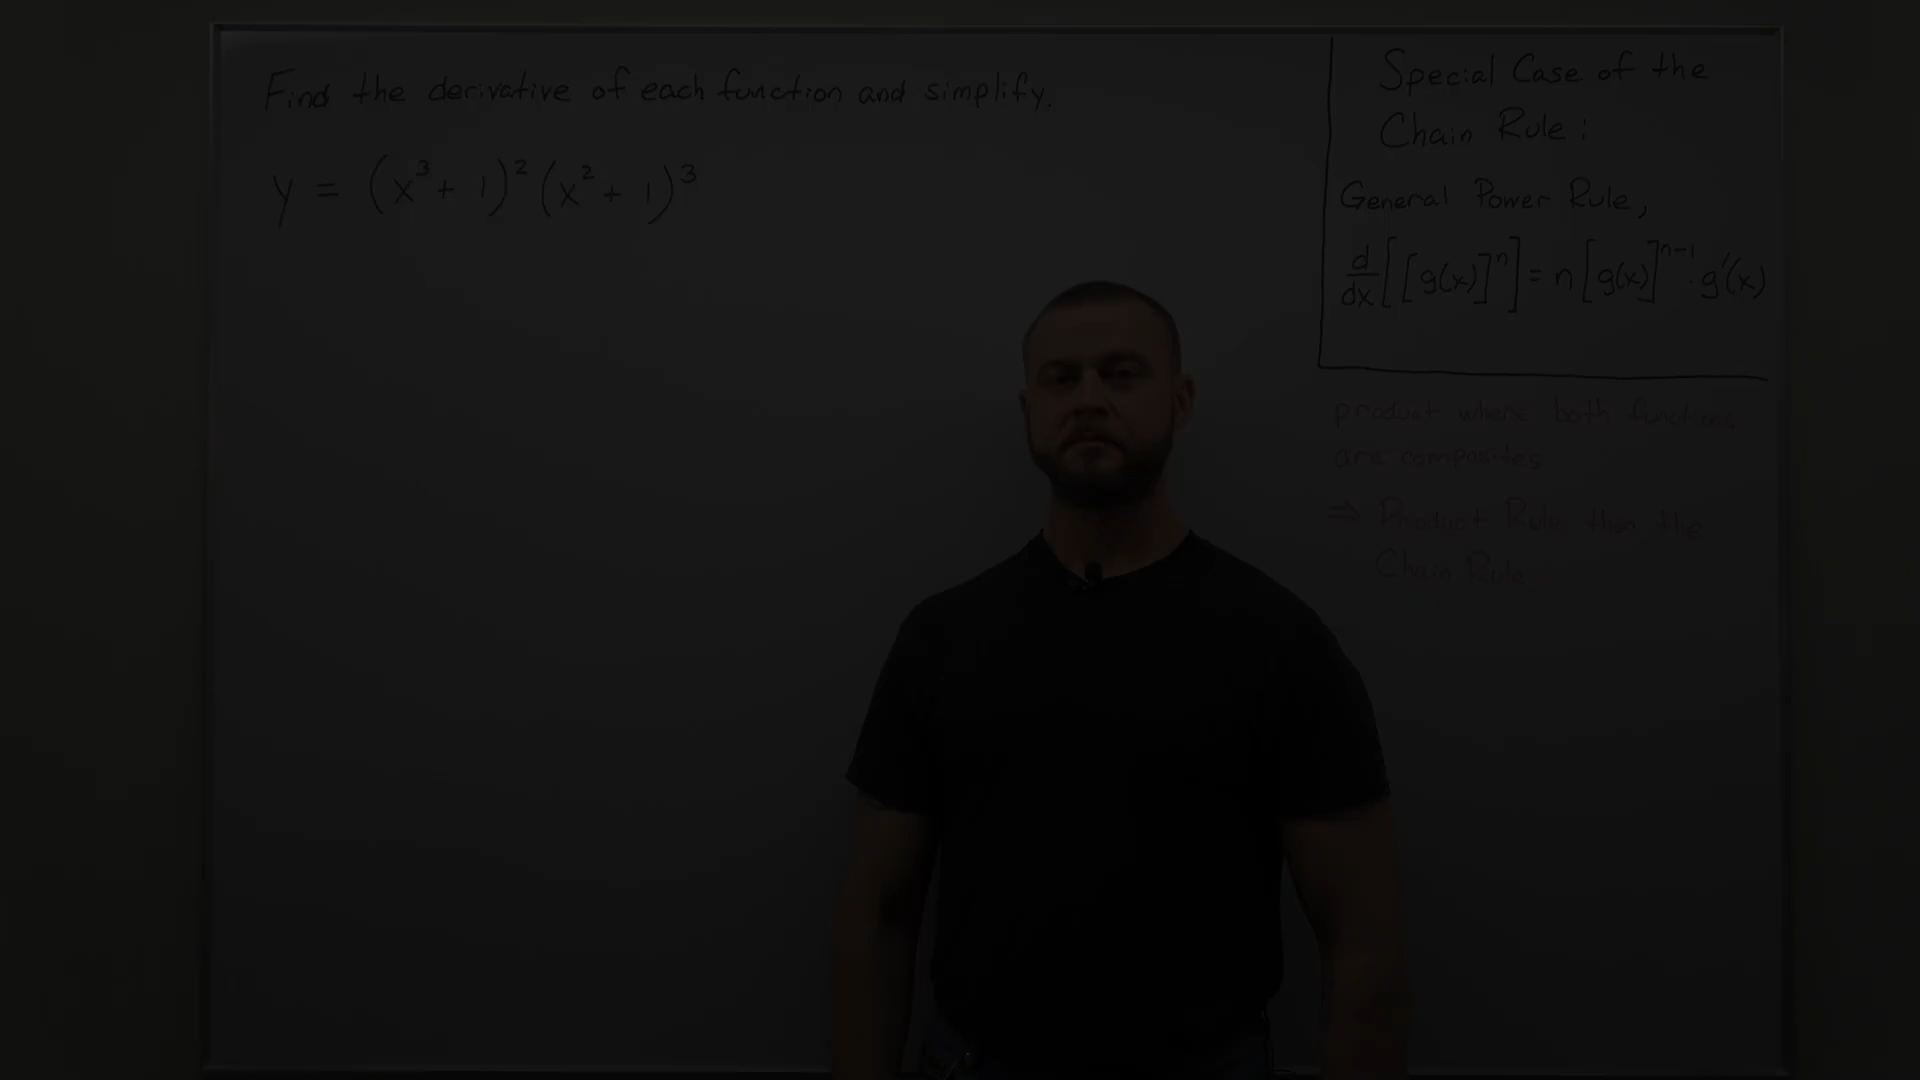 Find the derivative of each function and simplify.
y = (x³ + 1)² (x² + 1)³
Special Case of the
Chain Rule:
General Power Rule,
d/dx [[g(x)]ⁿ] = n [g(x)]ⁿ⁻¹ · g'(x)
product where both functions
are composites
⇒ Product Rule then the
Chain Rule